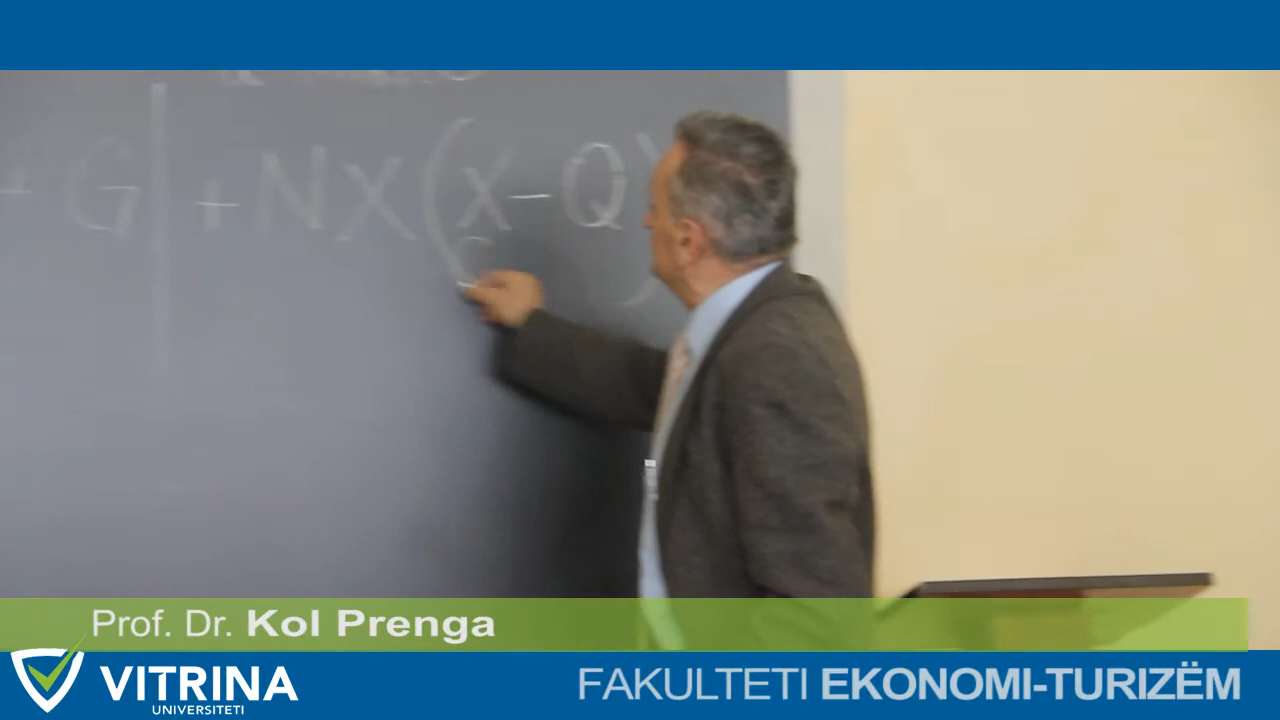 + G | + NX (X - Q)
Prof. Dr. Kol Prenga
VITRINA
UNIVERSITETI
FAKULTETI EKONOMI-TURIZËM